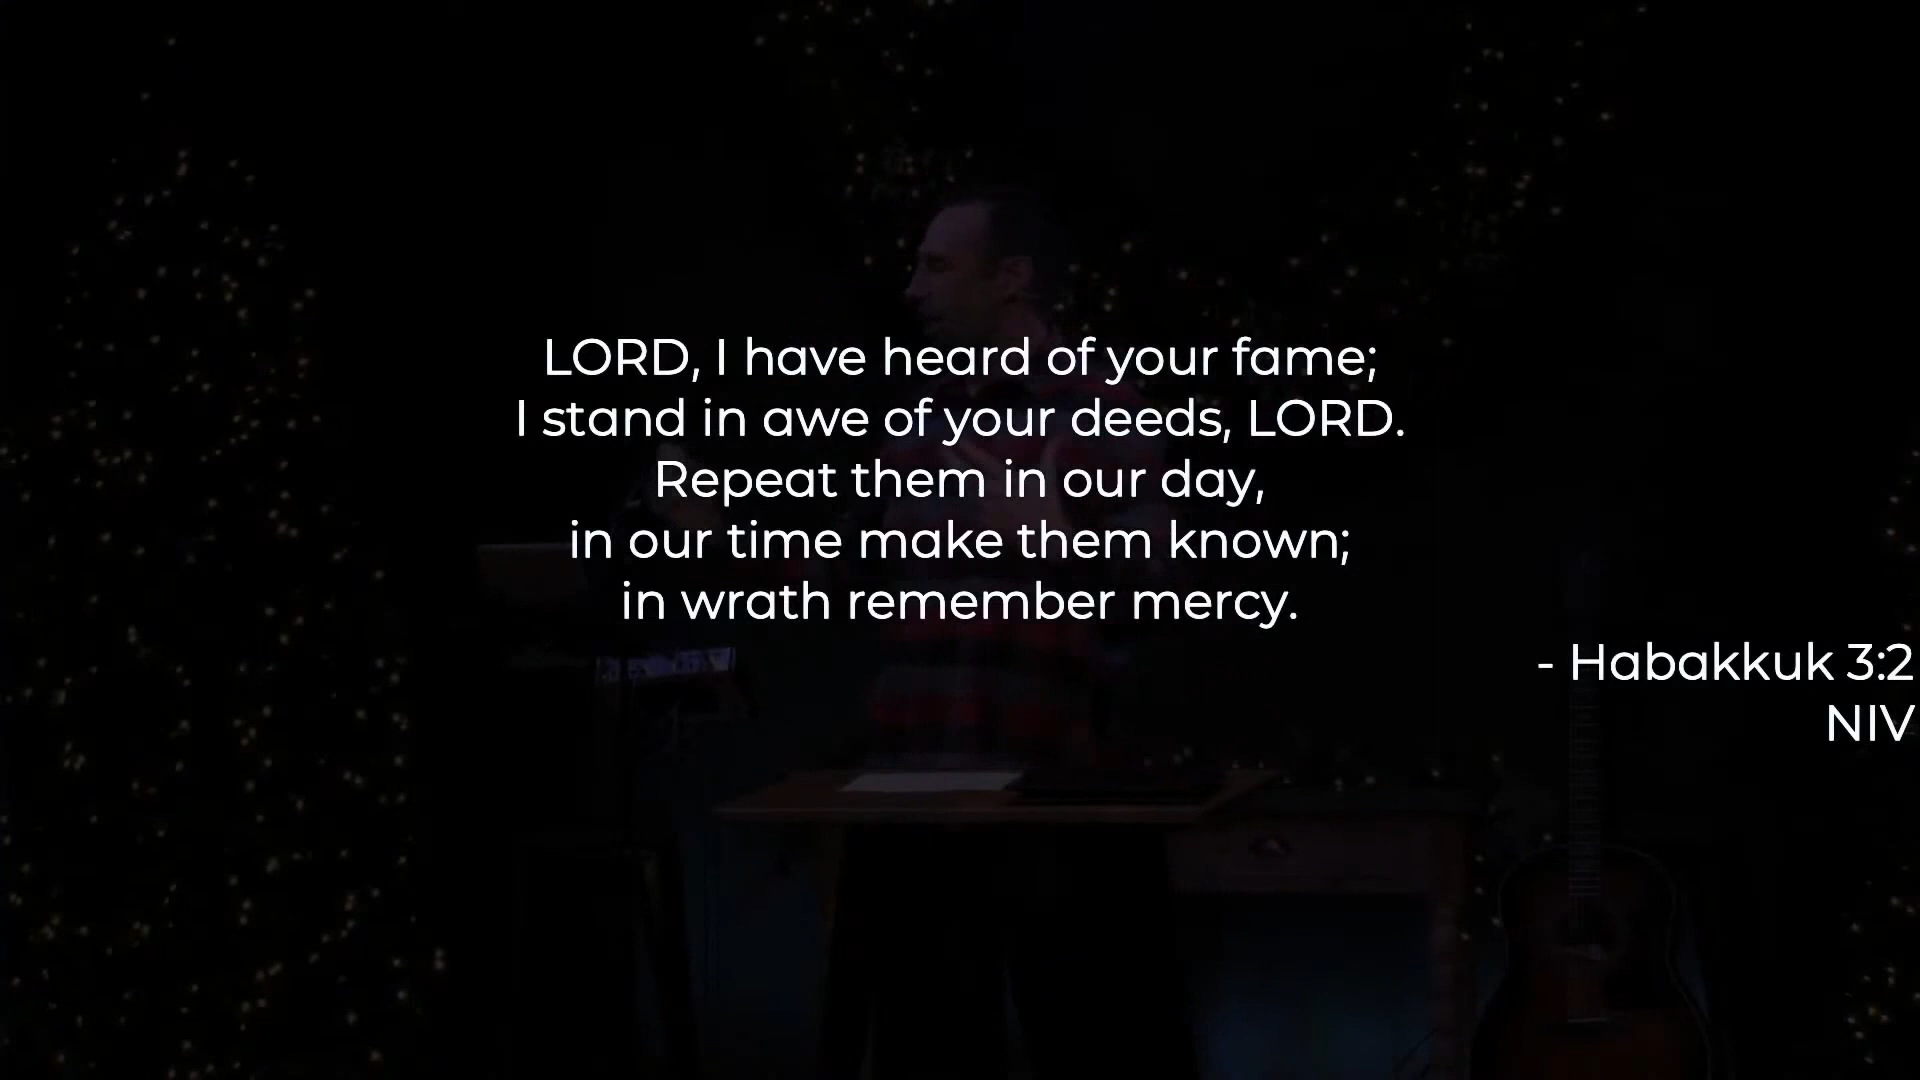 LORD, I have heard of your fame;
I stand in awe of your deeds, LORD.
Repeat them in our day,
in our time make them known;
in wrath remember mercy.
- Habakkuk 3:2
NIV